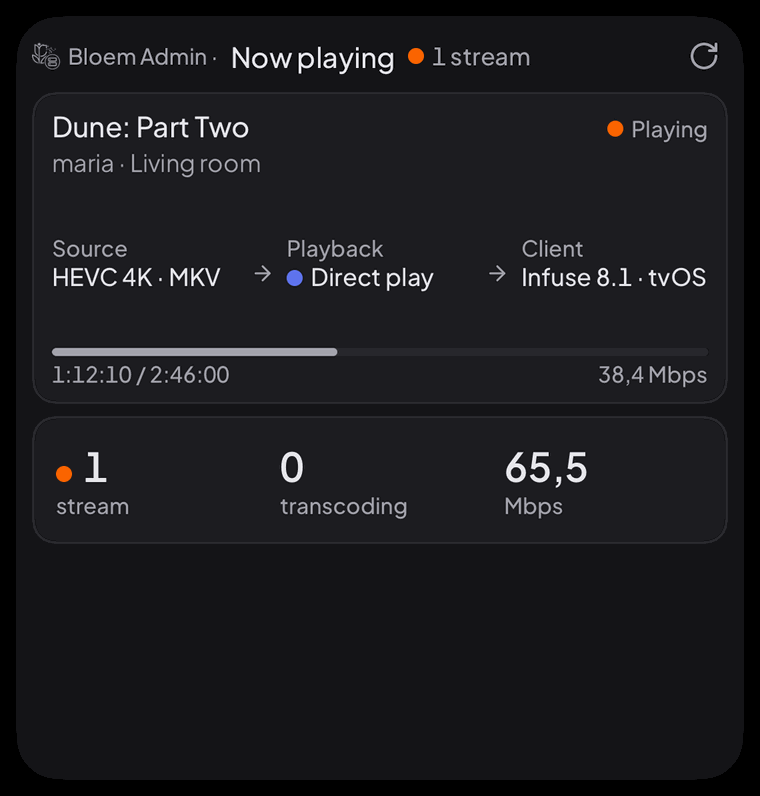 Bloem Admin · Now playing 1 stream
Dune: Part Two
Playing
maria · Living room
Source
HEVC 4K · MKV
Playback
Direct play
Client
Infuse 8.1 · tvOS
1:12:10 / 2:46:00
38,4 Mbps
1
stream
0
transcoding
65,5
Mbps